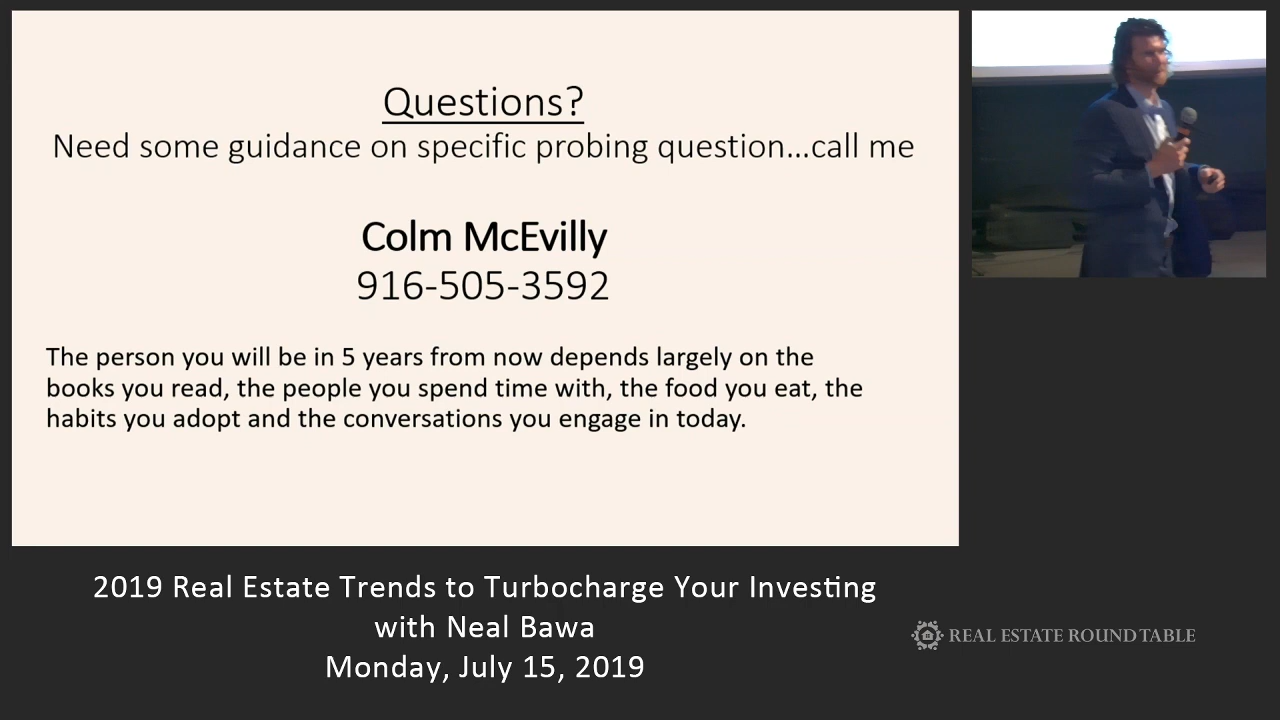 Questions?
Need some guidance on specific probing question...call me
Colm McEvilly
916-505-3592
The person you will be in 5 years from now depends largely on the
books you read, the people you spend time with, the food you eat, the
habits you adopt and the conversations you engage in today.
2019 Real Estate Trends to Turbocharge Your Investing
with Neal Bawa
Monday, July 15, 2019
REAL ESTATE ROUND TABLE